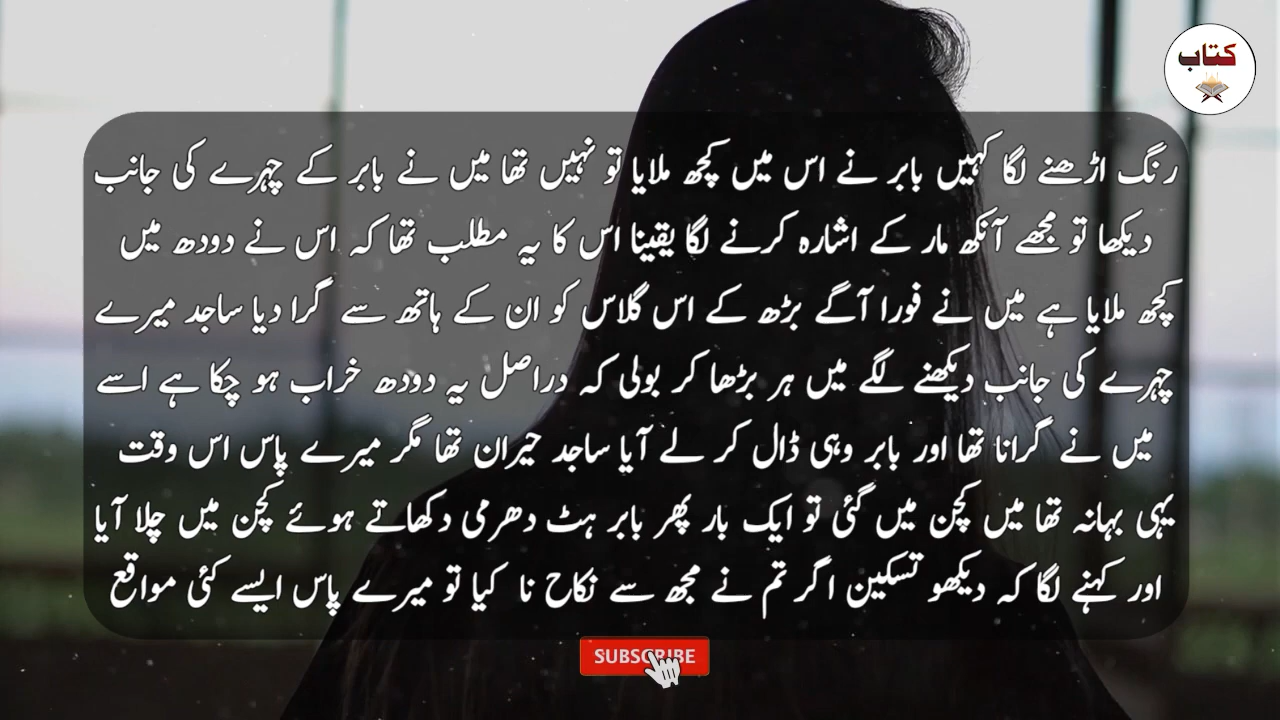 کتاب
رنگ اڑھنے لگا کہیں بابر نے اس میں کچھ ملایا تو نہیں تھا میں نے بابر کے چہرے کی جانب
دیکھا تو مجھے آنکھ مار کے اشارہ کرنے لگا یقینا اس کا یہ مطلب تھا کہ اس نے دودھ میں
کچھ ملایا ہے میں نے فورا آگے بڑھ کے اس گلاس کو ان کے ہاتھ سے گرا دیا ساجد میرے
چہرے کی جانب دیکھنے لگے میں ہر بڑھا کر بولی کہ دراصل یہ دودھ خراب ہو چکا ہے اسے
میں نے گرانا تھا اور بابر وہی ڈال کر لے آیا ساجد حیران تھا مگر میرے پاس اس وقت
یہی بہانہ تھا میں کچن میں گئی تو ایک بار پھر بابر ہٹ دھرمی دکھاتے ہوئے کچن میں چلا آیا
اور کہنے لگا کہ دیکھو تسکین اگر تم نے مجھ سے نکاح نا کیا تو میرے پاس ایسے کئی مواقع
SUBSCRIBE